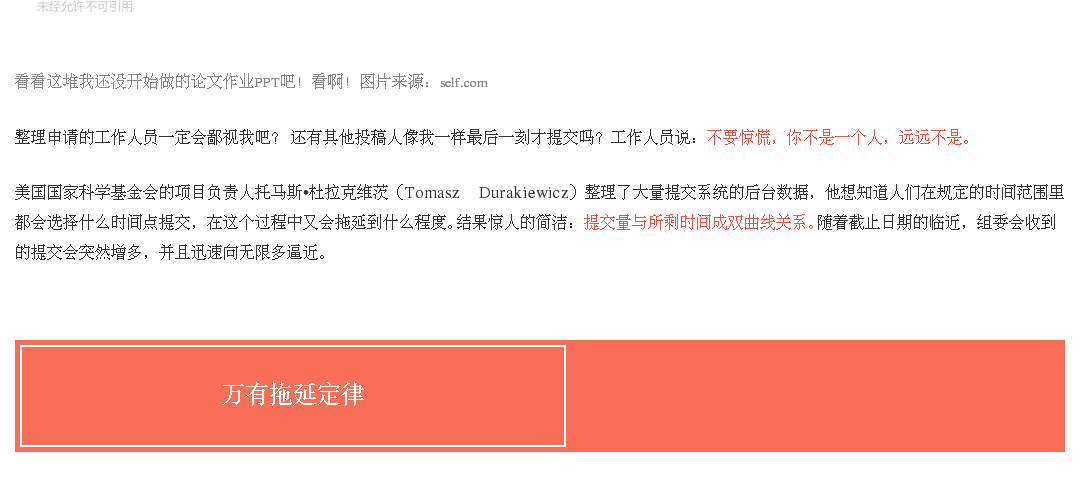 未经允许不可引用
看看这堆我还没开始做的论文作业PPT吧！看啊！图片来源：self.com
整理申请的工作人员一定会鄙视我吧？ 还有其他投稿人像我一样最后一刻才提交吗？工作人员说：不要惊慌，你不是一个人，远远不是。
美国国家科学基金会的项目负责人托马斯•杜拉克维茨（Tomasz Durakiewicz）整理了大量提交系统的后台数据，他想知道人们在规定的时间范围里
都会选择什么时间点提交，在这个过程中又会拖延到什么程度。结果惊人的简洁：提交量与所剩时间成双曲线关系。随着截止日期的临近，组委会收到
的提交会突然增多，并且迅速向无限多逼近。
万有拖延定律